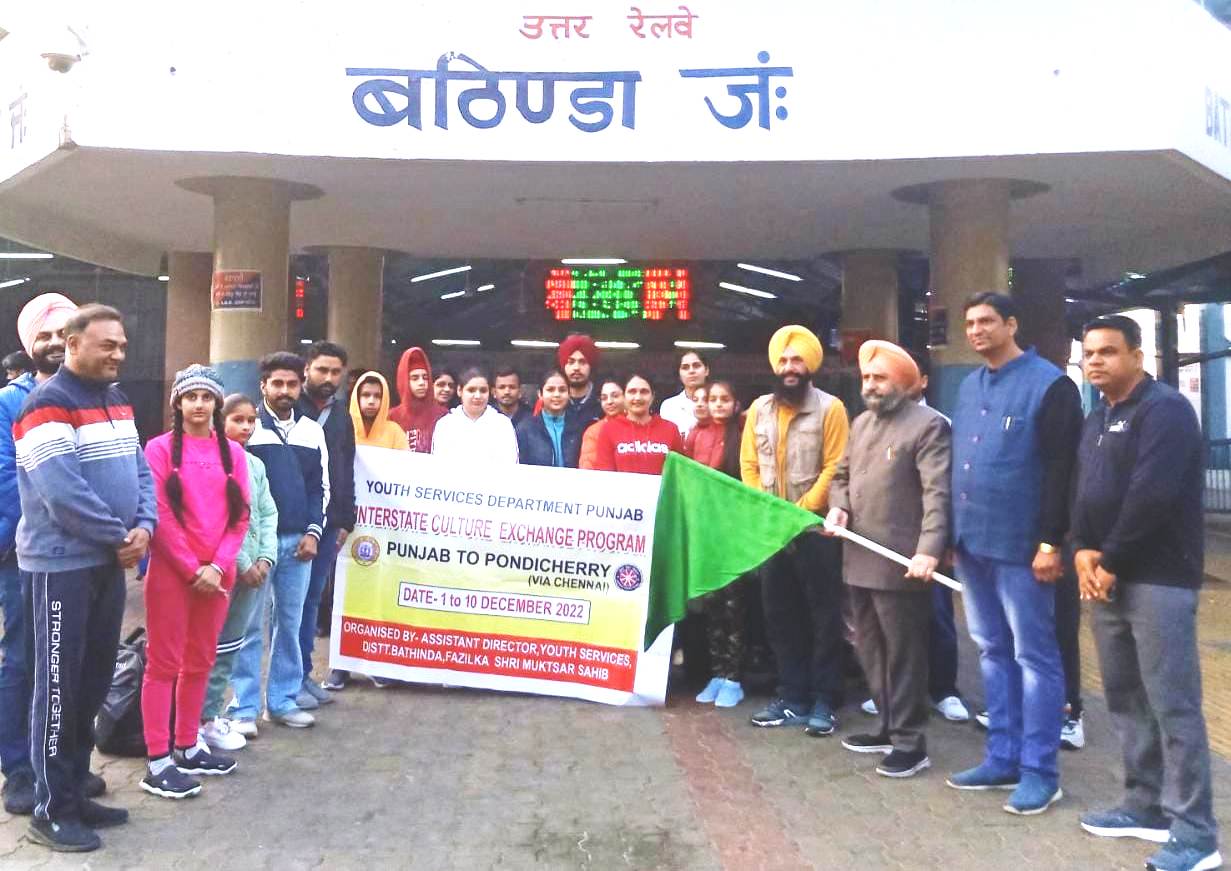 उत्तर रेलवे
बठिण्डा जं:
BAT
YOUTH SERVICES DEPARTMENT PUNJAB
INTERSTATE CULTURE EXCHANGE PROGRAM
PUNJAB TO PONDICHERRY
(VIA CHENNAI)
DATE- 1 to 10 DECEMBER 2022
ORGANISED BY- ASSISTANT DIRECTOR,YOUTH SERVICES,
DISTT.BATHINDA,FAZILKA SHRI MUKTSAR SAHIB
adidas
STRONGER TOGETHER